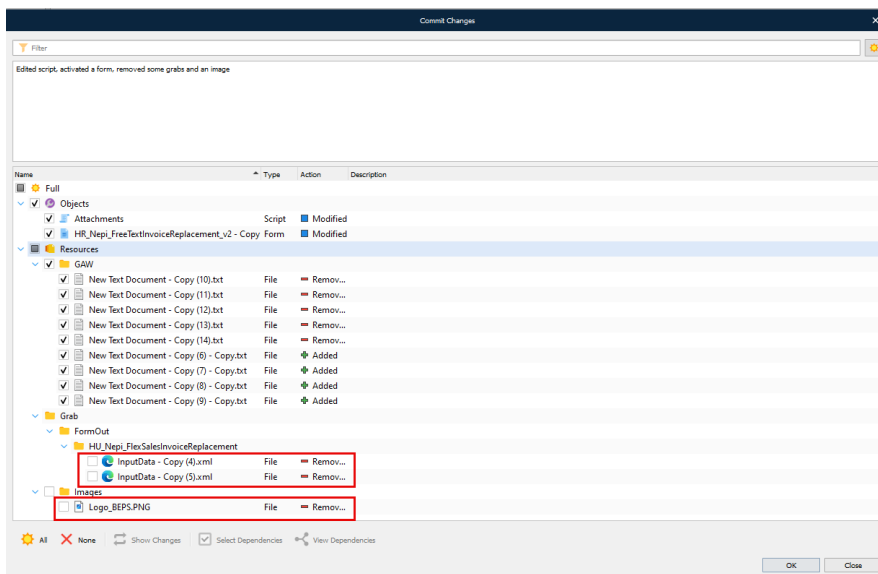 Commit Changes
Filter
Edited script, activated a form, removed some grabs and an image
Name Type Action Description
Full
Objects
Attachments Script Modified
HR_Nepi_FreeTextInvoiceReplacement_v2 - Copy Form Modified
Resources
GAW
New Text Document - Copy (10).txt File Remov...
New Text Document - Copy (11).txt File Remov...
New Text Document - Copy (12).txt File Remov...
New Text Document - Copy (13).txt File Remov...
New Text Document - Copy (14).txt File Remov...
New Text Document - Copy (6) - Copy.txt File Added
New Text Document - Copy (7) - Copy.txt File Added
New Text Document - Copy (8) - Copy.txt File Added
New Text Document - Copy (9) - Copy.txt File Added
Grab
FormOut
HU_Nepi_FlexSalesInvoiceReplacement
InputData - Copy (4).xml File Remov...
InputData - Copy (5).xml File Remov...
Images
Logo_BEPS.PNG File Remov...
All None Show Changes Select Dependencies View Dependencies
OK Close